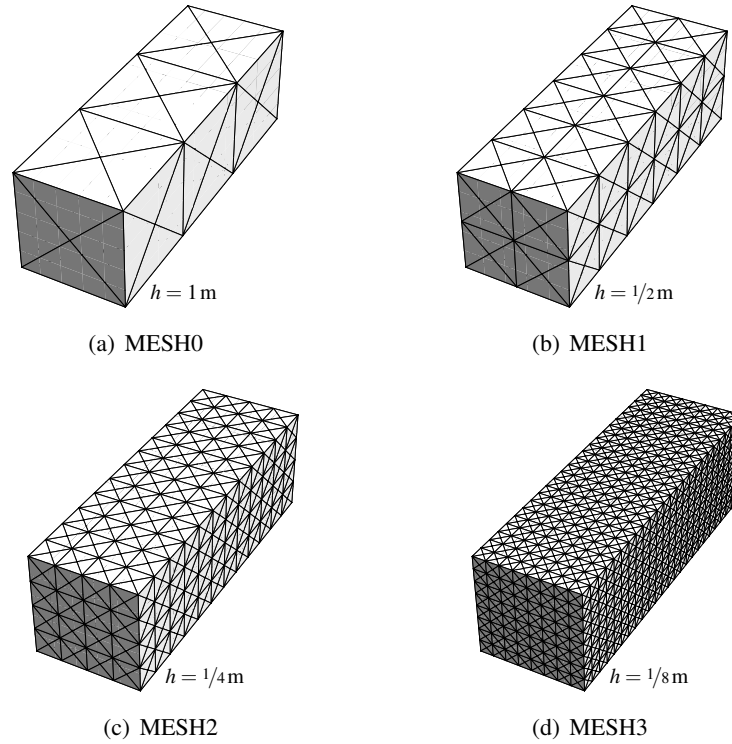 h = 1 m
h = 1/2 m
(a) MESH0
(b) MESH1
h = 1/4 m
h = 1/8 m
(c) MESH2
(d) MESH3